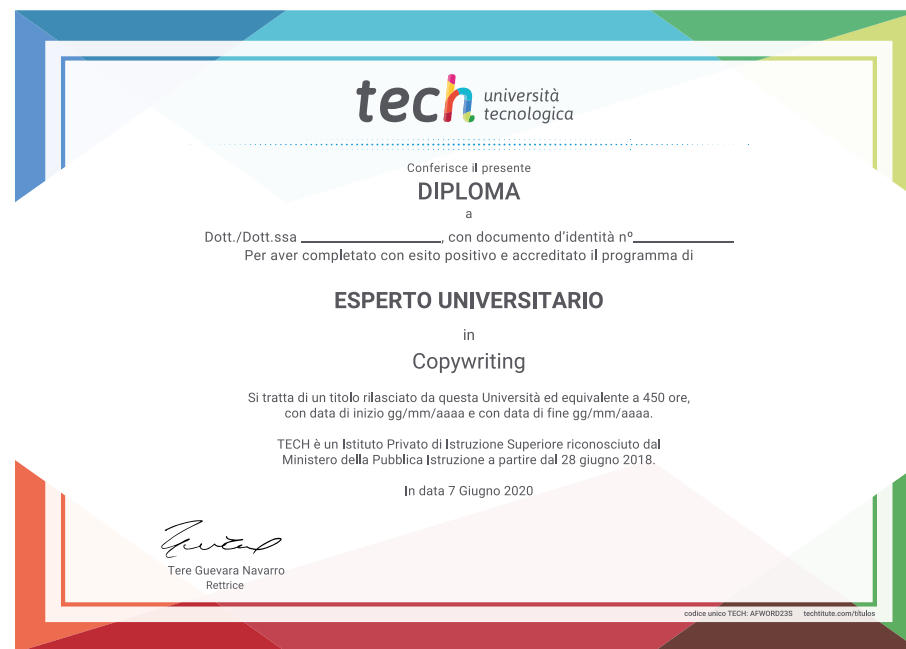 tech università
tecnologica
Conferisce il presente
DIPLOMA
a
Dott./Dott.ssa ____________________, con documento d'identità nº______________
Per aver completato con esito positivo e accreditato il programma di
ESPERTO UNIVERSITARIO
in
Copywriting
Si tratta di un titolo rilasciato da questa Università ed equivalente a 450 ore,
con data di inizio gg/mm/aaaa e con data di fine gg/mm/aaaa.
TECH è un Istituto Privato di Istruzione Superiore riconosciuto dal
Ministero della Pubblica Istruzione a partire dal 28 giugno 2018.
In data 7 Giugno 2020
Tere Guevara Navarro
Rettrice
codice unico TECH: AFWORD23S techtitute.com/titulos